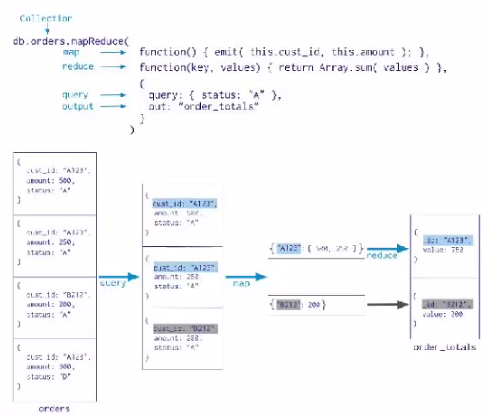 Collection
db.orders.mapReduce(
map function() { emit( this.cust_id, this.amount ); },
reduce function(key, values) { return Array.sum( values ) },
{
query query: { status: "A" },
output out: "order_totals"
}
)
{
cust_id: "A123",
amount: 500,
status: "A"
}
{
cust_id: "A123",
amount: 250,
status: "A"
}
{
cust_id: "B212",
amount: 200,
status: "A"
}
{
cust_id: "A123",
amount: 300,
status: "D"
}
orders
query
{
cust_id: "A123",
amount: 500,
status: "A"
}
{
cust_id: "A123",
amount: 250,
status: "A"
}
{
cust_id: "B212",
amount: 200,
status: "A"
}
map
{ "A123": [ 500, 250 ] }
{ "B212": 200 }
reduce
{
_id: "A123",
value: 750
}
{
_id: "B212",
value: 200
}
order_totals